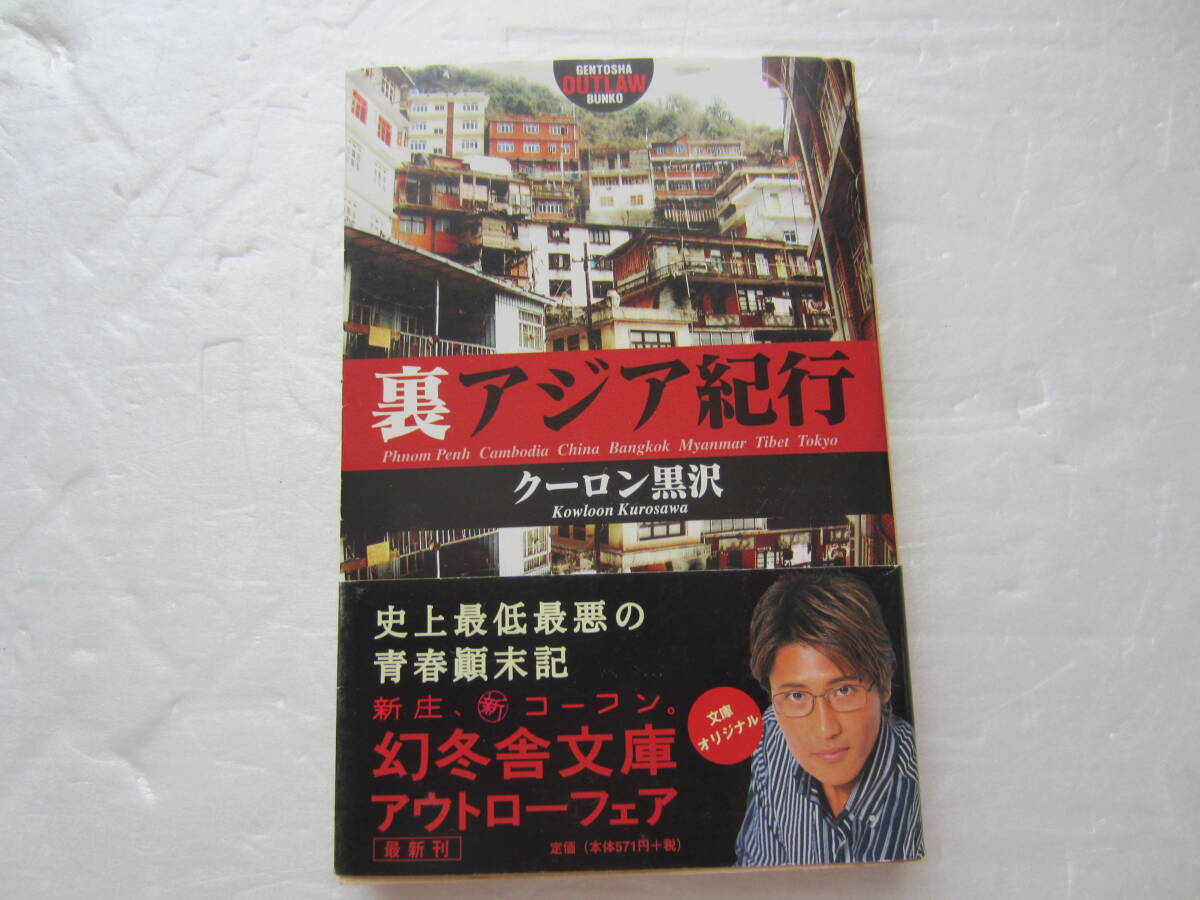 GENTOSHA
OUTLAW
BUNKO
裏アジア紀行
Phnom Penh Cambodia China Bangkok Myanmar Tibet Tokyo
クーロン黒沢
Kowloon Kurosawa
史上最低最悪の
青春顚末記
新庄、新コーフン。
幻冬舎文庫
アウトローフェア
最新刊
文庫
オリジナル
定価(本体571円+税)